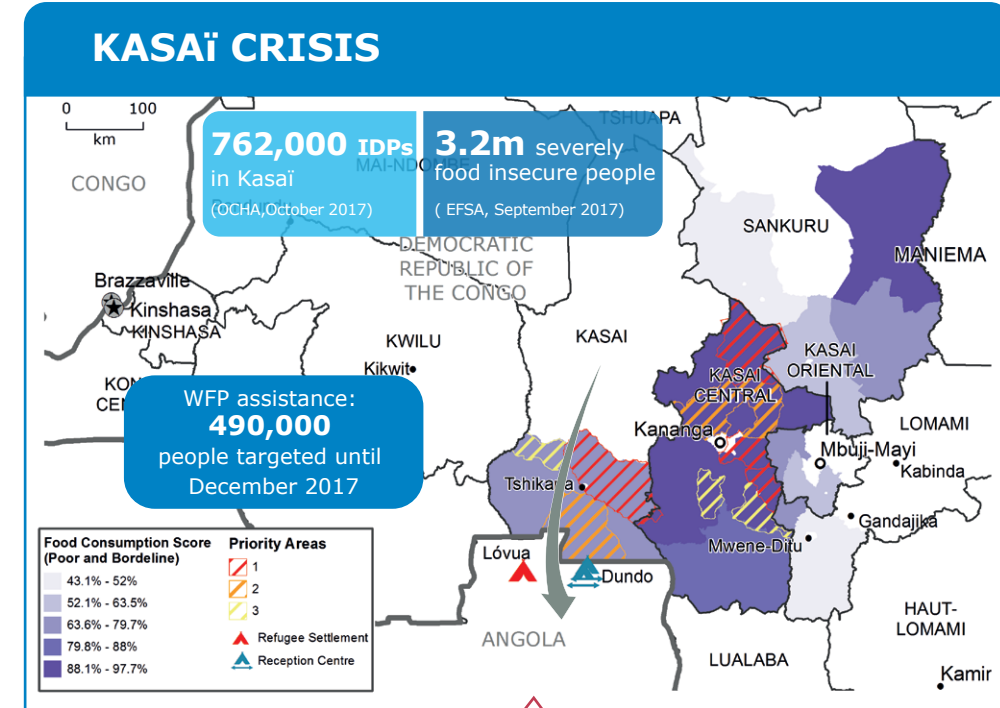 KASAï CRISIS
0 100
km
TSHUAPA
762,000 IDPs
in Kasaï
(OCHA,October 2017)
3.2m severely
food insecure people
( EFSA, September 2017)
MAI-NDOMBE
CONGO
SANKURU
MANIEMA
DEMOCRATIC
REPUBLIC OF
THE CONGO
Brazzaville
Kinshasa
KINSHASA
KWILU
Kikwit
KASAI
KASAI
ORIENTAL
KASAI
CENTRAL
WFP assistance:
490,000
people targeted until
December 2017
Kananga
LOMAMI
Mbuji-Mayi
Kabinda
Tshikapa
Gandajika
Mwene-Ditu
Food Consumption Score
(Poor and Bordeline)
43.1% - 52%
52.1% - 63.5%
63.6% - 79.7%
79.8% - 88%
88.1% - 97.7%
Priority Areas
1
2
3
Refugee Settlement
Reception Centre
Lóvua
Dundo
ANGOLA
HAUT-
LOMAMI
LUALABA
Kamir